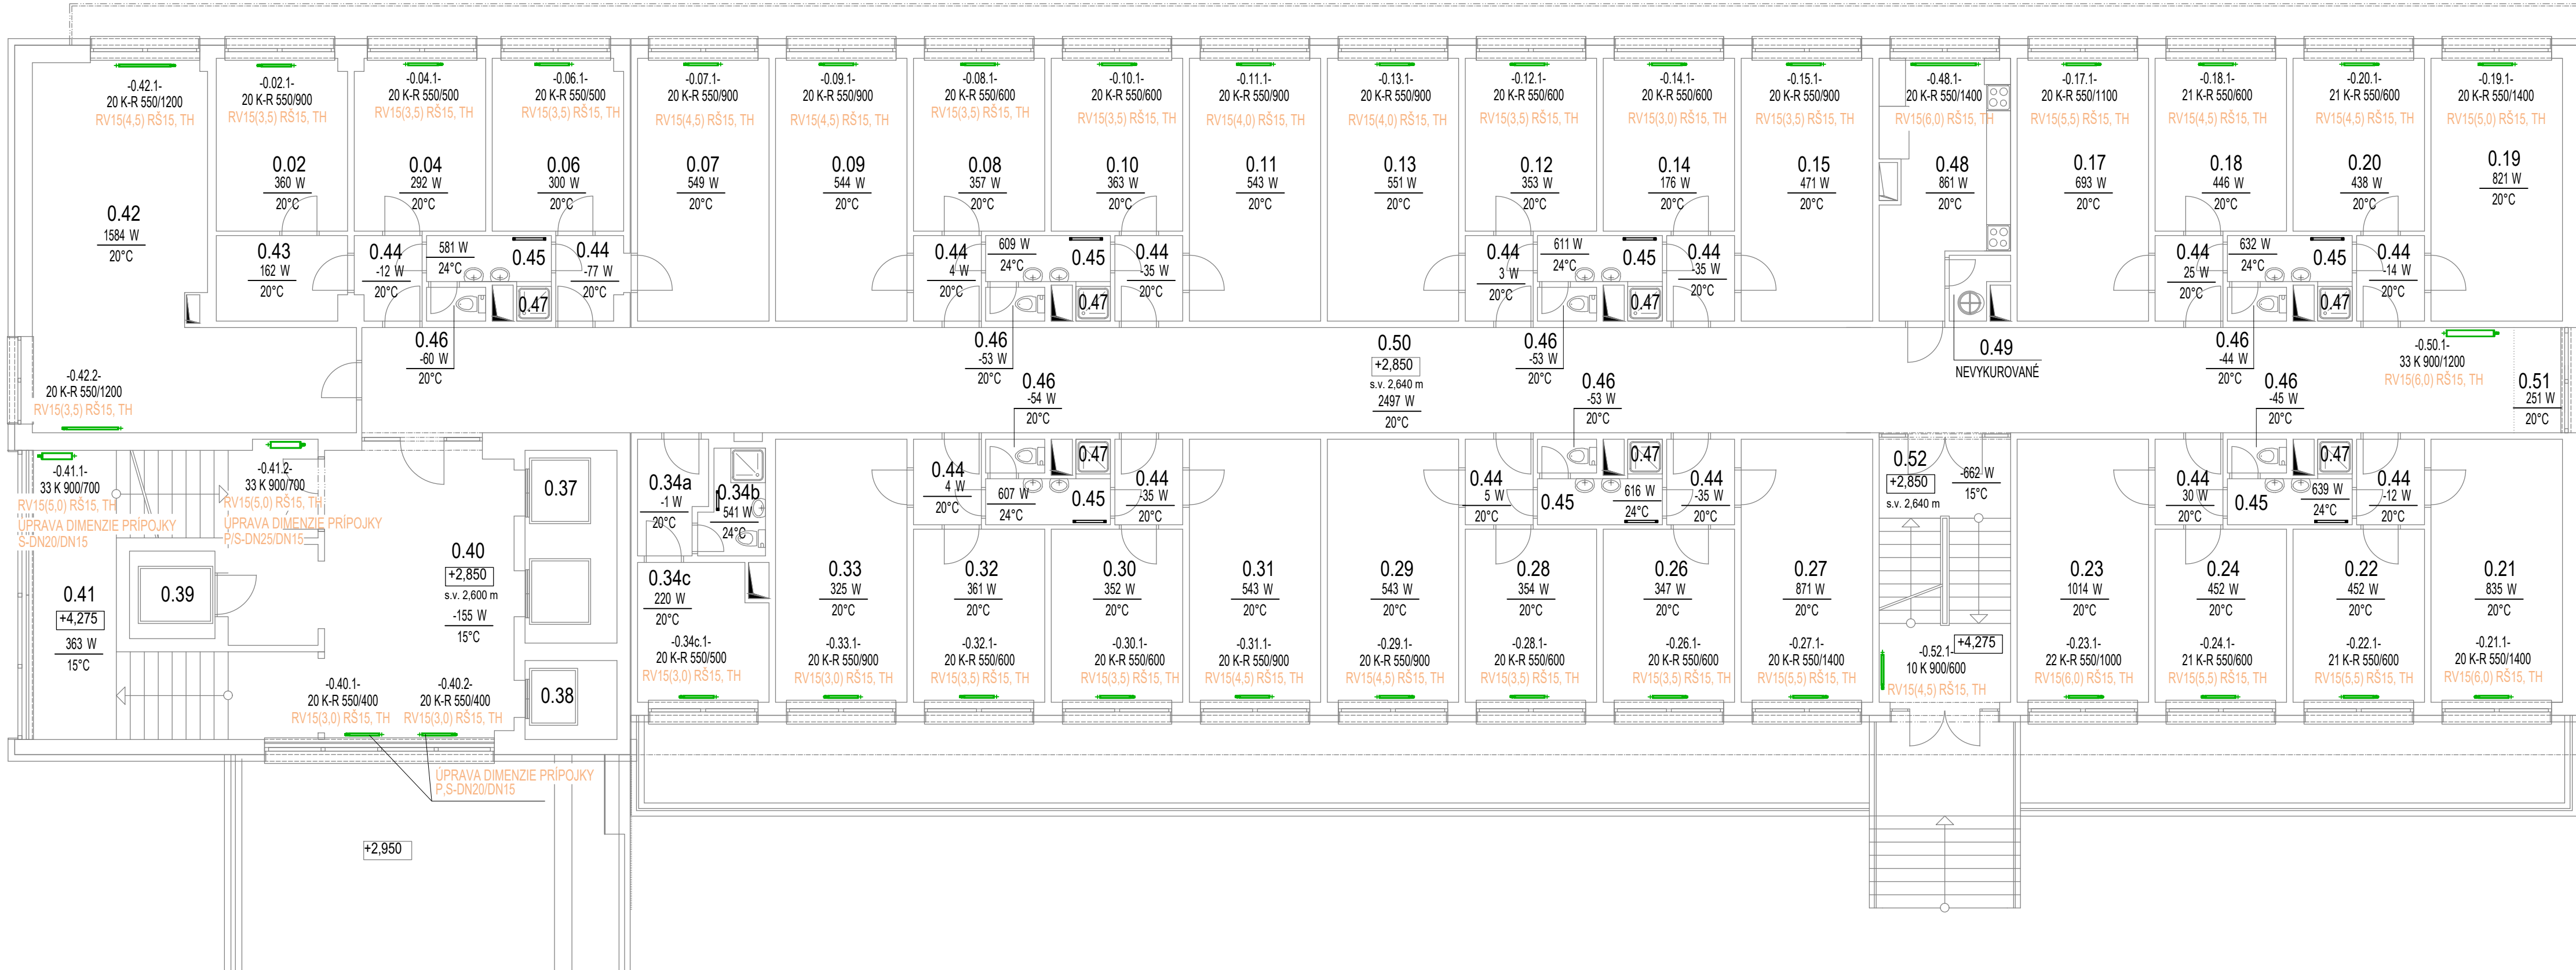 -0.42.1-
20 K-R 550/1200
RV15(4,5) RŠ15, TH
-0.02.1-
20 K-R 550/900
RV15(3,5) RŠ15, TH
-0.04.1-
20 K-R 550/500
RV15(3,5) RŠ15, TH
-0.06.1-
20 K-R 550/500
RV15(3,5) RŠ15, TH
-0.07.1-
20 K-R 550/900
RV15(4,5) RŠ15, TH
-0.09.1-
20 K-R 550/900
RV15(4,5) RŠ15, TH
-0.08.1-
20 K-R 550/600
RV15(3,5) RŠ15, TH
-0.10.1-
20 K-R 550/600
RV15(3,5) RŠ15, TH
-0.11.1-
20 K-R 550/900
RV15(4,0) RŠ15, TH
-0.13.1-
20 K-R 550/900
RV15(4,0) RŠ15, TH
-0.12.1-
20 K-R 550/600
RV15(3,5) RŠ15, TH
-0.14.1-
20 K-R 550/600
RV15(3,0) RŠ15, TH
-0.15.1-
20 K-R 550/900
RV15(3,5) RŠ15, TH
-0.48.1-
20 K-R 550/1400
RV15(6,0) RŠ15, TH
-0.17.1-
20 K-R 550/1100
RV15(5,5) RŠ15, TH
-0.18.1-
21 K-R 550/600
RV15(4,5) RŠ15, TH
-0.20.1-
21 K-R 550/600
RV15(4,5) RŠ15, TH
-0.19.1-
20 K-R 550/1400
RV15(5,0) RŠ15, TH
0.42
1584 W
20°C
0.02
360 W
20°C
0.04
292 W
20°C
0.06
300 W
20°C
0.07
549 W
20°C
0.09
544 W
20°C
0.08
357 W
20°C
0.10
363 W
20°C
0.11
543 W
20°C
0.13
551 W
20°C
0.12
353 W
20°C
0.14
176 W
20°C
0.15
471 W
20°C
0.48
861 W
20°C
0.17
693 W
20°C
0.18
446 W
20°C
0.20
438 W
20°C
0.19
821 W
20°C
0.43
162 W
20°C
0.44
-12 W
20°C
581 W
24°C
0.45
0.47
0.44
-77 W
20°C
0.44
4 W
20°C
609 W
24°C
0.45
0.47
0.44
-35 W
20°C
0.44
3 W
20°C
611 W
24°C
0.45
0.47
0.44
-35 W
20°C
0.44
25 W
20°C
632 W
24°C
0.45
0.47
0.44
-14 W
20°C
0.46
-60 W
20°C
0.46
-53 W
20°C
0.46
-54 W
20°C
0.50
+2,850
s.v. 2,640 m
2497 W
20°C
0.46
-53 W
20°C
0.46
-53 W
20°C
0.49
NEVYKUROVANÉ
0.46
-44 W
20°C
0.46
-45 W
20°C
-0.50.1-
33 K 900/1200
RV15(6,0) RŠ15, TH
0.51
251 W
20°C
-0.42.2-
20 K-R 550/1200
RV15(3,5) RŠ15, TH
-0.41.1-
33 K 900/700
RV15(5,0) RŠ15, TH
ÚPRAVA DIMENZIE PRÍPOJKY
S-DN20/DN15
-0.41.2-
33 K 900/700
RV15(5,0) RŠ15, TH
ÚPRAVA DIMENZIE PRÍPOJKY
P/S-DN25/DN15
0.37
0.34a
-1 W
20°C
0.34b
541 W
24°C
0.44
4 W
20°C
607 W
24°C
0.45
0.47
0.44
-35 W
20°C
0.44
5 W
20°C
0.45
616 W
24°C
0.47
0.44
-35 W
20°C
0.52
+2,850
s.v. 2,640 m
-662 W
15°C
0.44
30 W
20°C
0.45
639 W
24°C
0.47
0.44
-12 W
20°C
0.41
+4,275
363 W
15°C
0.39
0.40
+2,850
s.v. 2,600 m
-155 W
15°C
0.38
0.34c
220 W
20°C
0.33
325 W
20°C
0.32
361 W
20°C
0.30
352 W
20°C
0.31
543 W
20°C
0.29
543 W
20°C
0.28
354 W
20°C
0.26
347 W
20°C
0.27
871 W
20°C
0.23
1014 W
20°C
0.24
452 W
20°C
0.22
452 W
20°C
0.21
835 W
20°C
-0.40.1-
20 K-R 550/400
RV15(3,0) RŠ15, TH
-0.40.2-
20 K-R 550/400
RV15(3,0) RŠ15, TH
-0.34c.1-
20 K-R 550/500
RV15(3,0) RŠ15, TH
-0.33.1-
20 K-R 550/900
RV15(3,0) RŠ15, TH
-0.32.1-
20 K-R 550/600
RV15(3,5) RŠ15, TH
-0.30.1-
20 K-R 550/600
RV15(3,5) RŠ15, TH
-0.31.1-
20 K-R 550/900
RV15(4,5) RŠ15, TH
-0.29.1-
20 K-R 550/900
RV15(4,5) RŠ15, TH
-0.28.1-
20 K-R 550/600
RV15(3,5) RŠ15, TH
-0.26.1-
20 K-R 550/600
RV15(3,5) RŠ15, TH
-0.27.1-
20 K-R 550/1400
RV15(5,5) RŠ15, TH
+4,275
-0.52.1-
10 K 900/600
RV15(4,5) RŠ15, TH
-0.23.1-
22 K-R 550/1000
RV15(6,0) RŠ15, TH
-0.24.1-
21 K-R 550/600
RV15(5,5) RŠ15, TH
-0.22.1-
21 K-R 550/600
RV15(5,5) RŠ15, TH
-0.21.1-
20 K-R 550/1400
RV15(6,0) RŠ15, TH
ÚPRAVA DIMENZIE PRÍPOJKY
P,S-DN20/DN15
+2,950